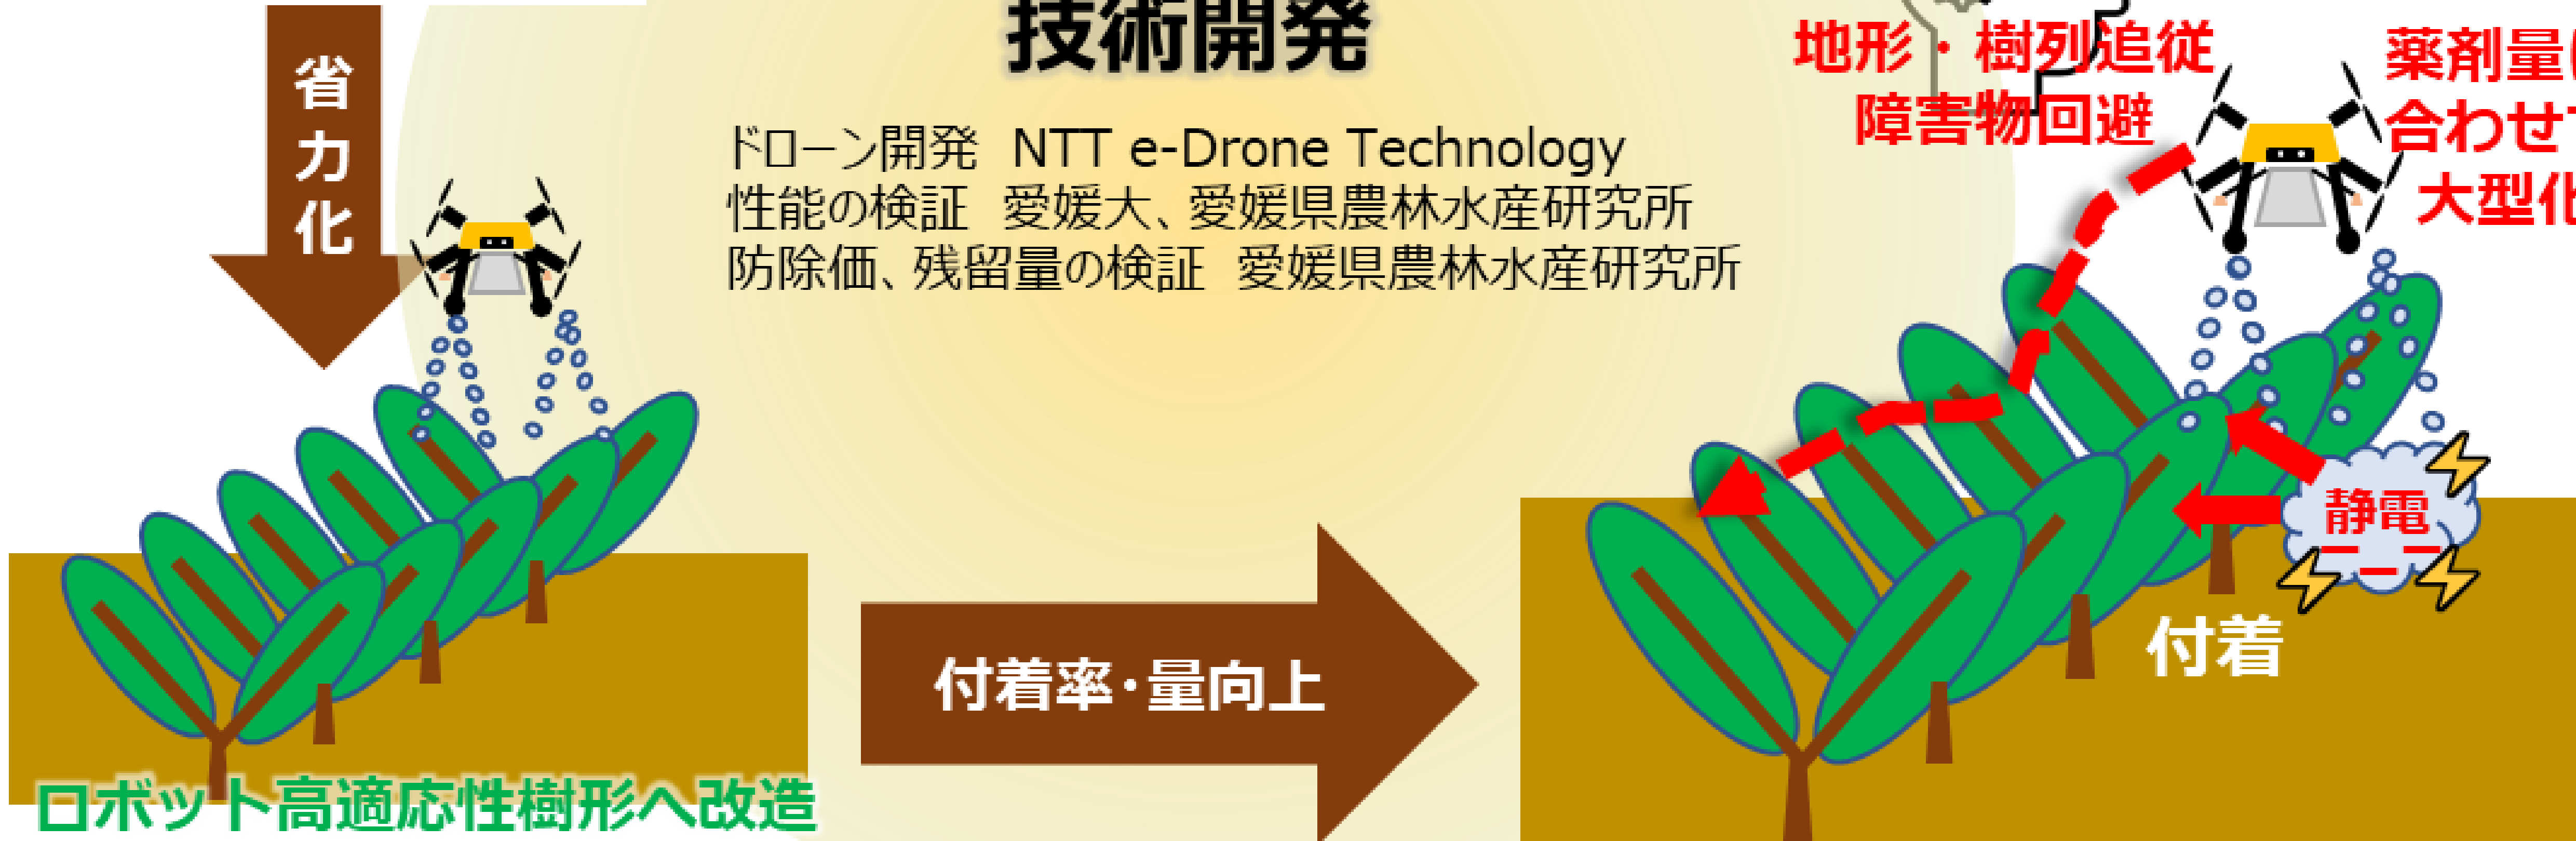 省力化
技術開発
ドローン開発 NTT e-Drone Technology
性能の検証 愛媛大、愛媛県農林水産研究所
防除価、残留量の検証 愛媛県農林水産研究所
地形・樹列追従
障害物回避
薬剤量に
合わせて
大型化
静電
付着
付着率・量向上
ロボット高適応性樹形へ改造